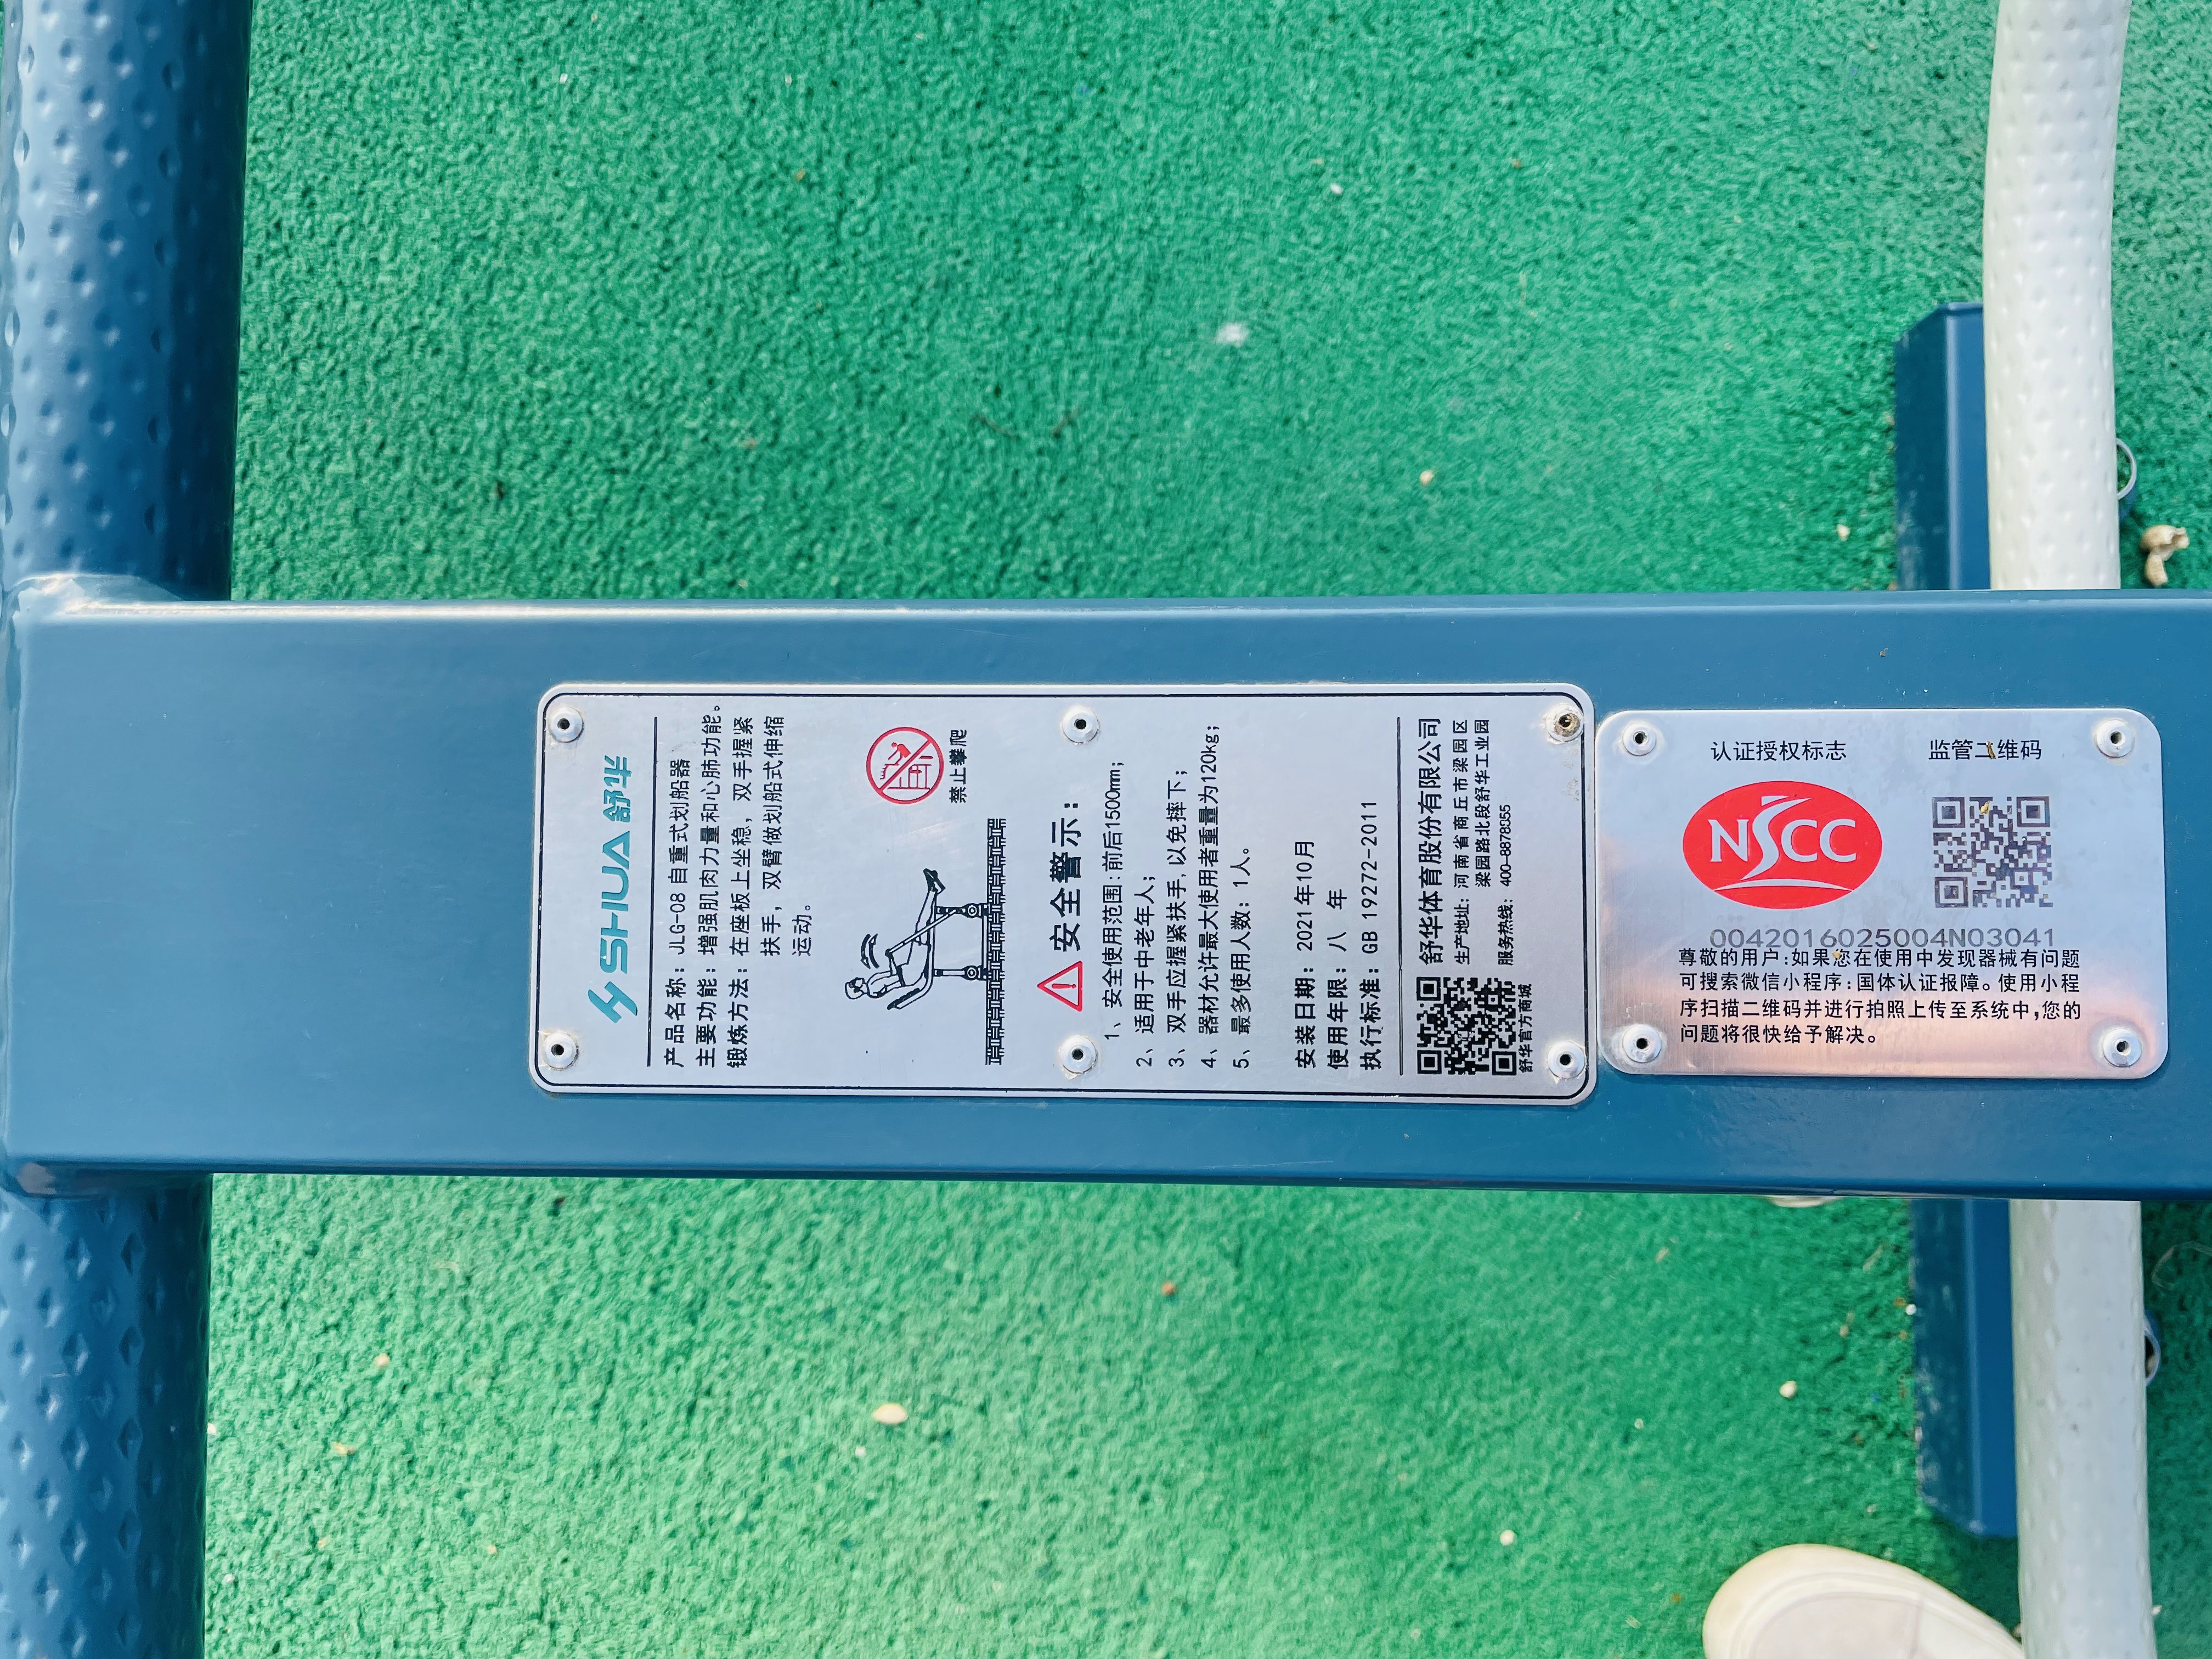 SHUA 舒华
产品名称：JLG-08 自重式划船器
主要功能：增强肌肉力量和心肺功能。
锻炼方法：在座板上坐稳，双手握紧
扶手，双臂做划船式伸缩
运动。
禁止攀爬
安全警示：
1、安全使用范围：前后1500mm；
2、适用于中老年人；
3、双手应握紧扶手,以免摔下；
4、器材允许最大使用者重量为120kg；
5、最多使用人数：1人。
安装日期：2021年10月
使用年限：八 年
执行标准：GB 19272-2011
舒华体育股份有限公司
生产地址：河南省商丘市梁园区
梁园路北段舒华工业园
服务热线：400-8878055
舒华官方商城
认证授权标志
监管二维码
NSCC
0042016025004N03041
尊敬的用户:如果您在使用中发现器械有问题
可搜索微信小程序:国体认证报障。使用小程
序扫描二维码并进行拍照上传至系统中,您的
问题将很快给予解决。